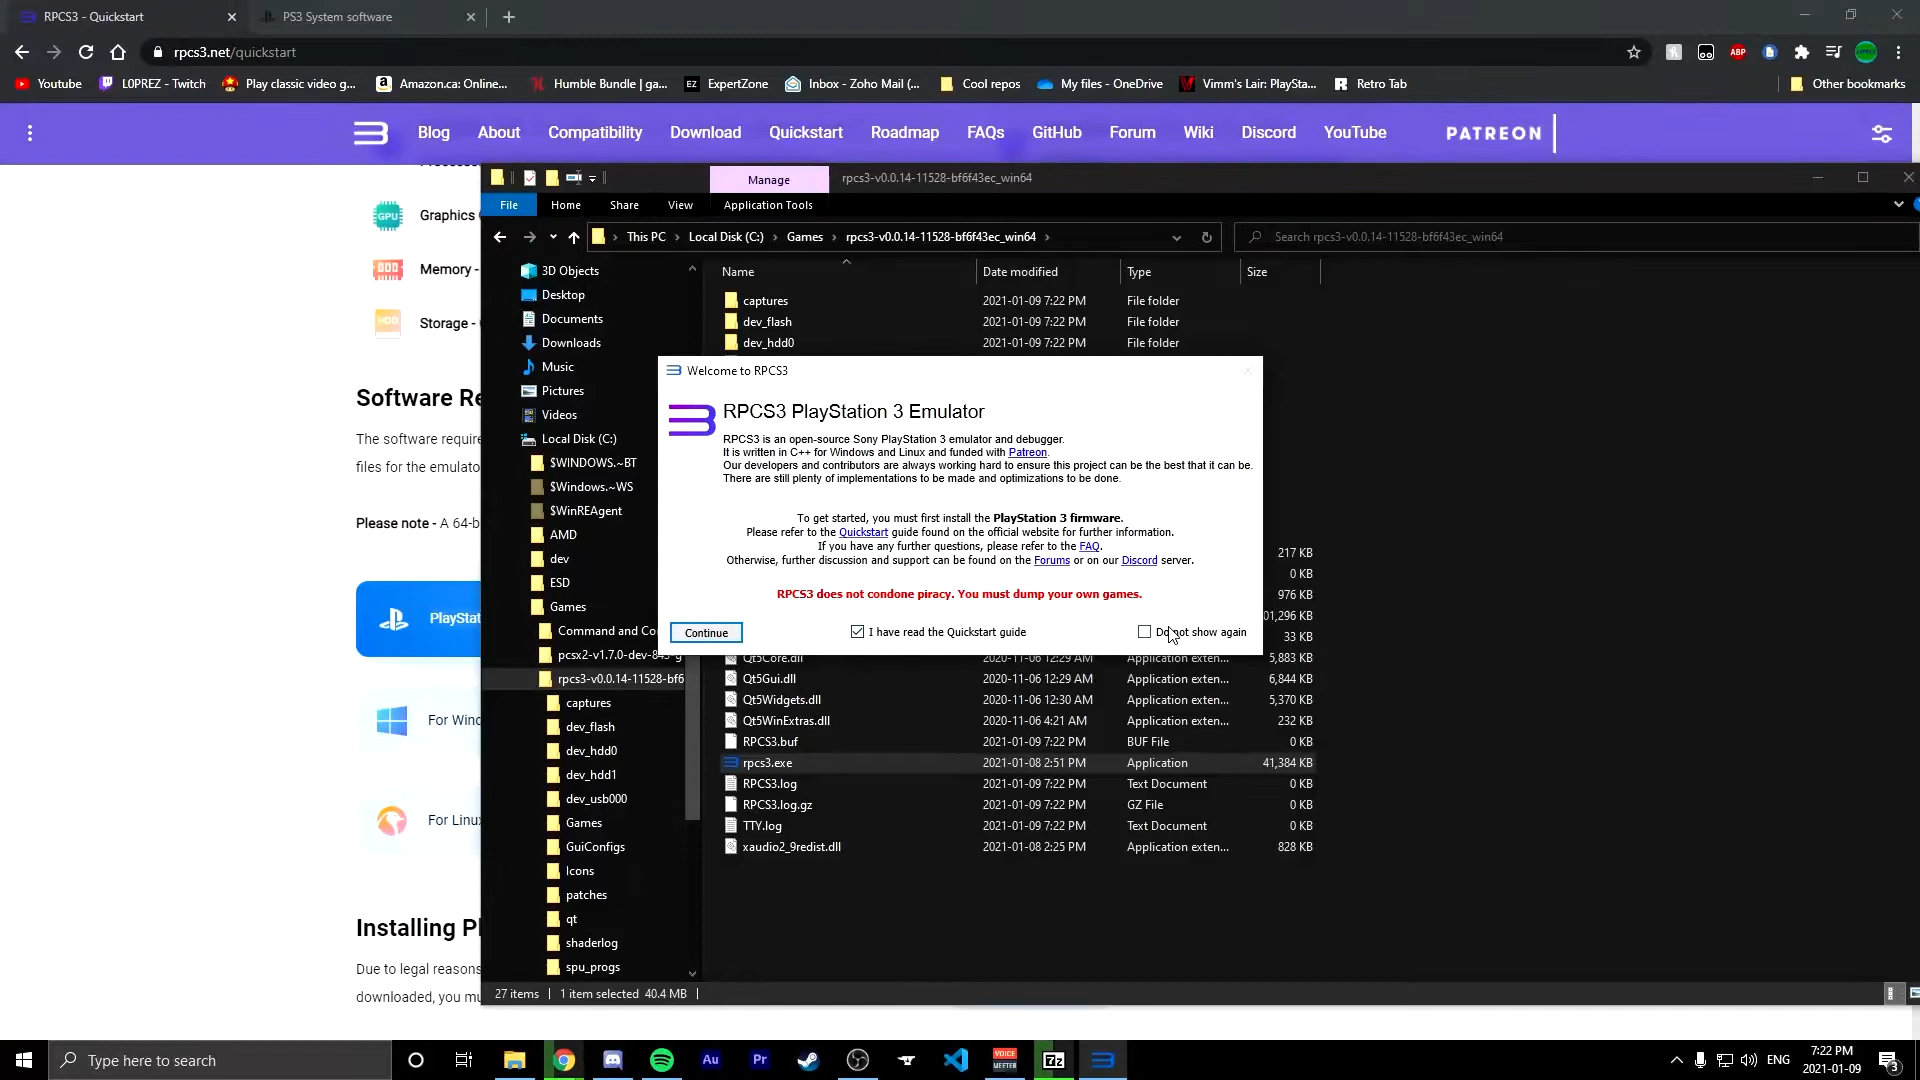 RPCS3 - Quickstart
PS3 System software
rpcs3.net/quickstart
Youtube
L0PREZ - Twitch
Play classic video g...
Amazon.ca: Online...
Humble Bundle | ga...
ExpertZone
Inbox - Zoho Mail (...
Cool repos
My files - OneDrive
Vimm's Lair: PlaySta...
Retro Tab
Other bookmarks
Blog
About
Compatibility
Download
Quickstart
Roadmap
FAQs
GitHub
Forum
Wiki
Discord
YouTube
PATREON
Graphics
Memory -
Storage -
Software Re
The software require
files for the emulato
Please note - A 64-b
PlayStat
For Wind
For Linu
Installing Pl
Due to legal reasons
downloaded, you mu
Manage
rpcs3-v0.0.14-11528-bf6f43ec_win64
File
Home
Share
View
Application Tools
This PC
Local Disk (C:)
Games
rpcs3-v0.0.14-11528-bf6f43ec_win64
Search rpcs3-v0.0.14-11528-bf6f43ec_win64
3D Objects
Desktop
Documents
Downloads
Music
Pictures
Videos
Local Disk (C:)
$WINDOWS.~BT
$Windows.~WS
$WinREAgent
AMD
dev
ESD
Games
Command and Co
pcsx2-v1.7.0-dev-843-g
rpcs3-v0.0.14-11528-bf6
captures
dev_flash
dev_hdd0
dev_hdd1
dev_usb000
Games
GuiConfigs
Icons
patches
qt
shaderlog
spu_progs
Name
Date modified
Type
Size
captures 2021-01-09 7:22 PM File folder
dev_flash 2021-01-09 7:22 PM File folder
dev_hdd0 2021-01-09 7:22 PM File folder
217 KB
0 KB
976 KB
01,296 KB
33 KB
Qt5Core.dll 2020-11-06 12:29 AM Application exten... 5,883 KB
Qt5Gui.dll 2020-11-06 12:29 AM Application exten... 6,844 KB
Qt5Widgets.dll 2020-11-06 12:30 AM Application exten... 5,370 KB
Qt5WinExtras.dll 2020-11-06 4:21 AM Application exten... 232 KB
RPCS3.buf 2021-01-09 7:22 PM BUF File 0 KB
rpcs3.exe 2021-01-08 2:51 PM Application 41,384 KB
RPCS3.log 2021-01-09 7:22 PM Text Document 0 KB
RPCS3.log.gz 2021-01-09 7:22 PM GZ File 0 KB
TTY.log 2021-01-09 7:22 PM Text Document 0 KB
xaudio2_9redist.dll 2021-01-08 2:25 PM Application exten... 828 KB
27 items
1 item selected 40.4 MB
Welcome to RPCS3
RPCS3 PlayStation 3 Emulator
RPCS3 is an open-source Sony PlayStation 3 emulator and debugger.
It is written in C++ for Windows and Linux and funded with Patreon.
Our developers and contributors are always working hard to ensure this project can be the best that it can be.
There are still plenty of implementations to be made and optimizations to be done.
To get started, you must first install the PlayStation 3 firmware.
Please refer to the Quickstart guide found on the official website for further information.
If you have any further questions, please refer to the FAQ.
Otherwise, further discussion and support can be found on the Forums or on our Discord server.
RPCS3 does not condone piracy. You must dump your own games.
Continue
I have read the Quickstart guide
Do not show again
Type here to search
ENG
7:22 PM
2021-01-09